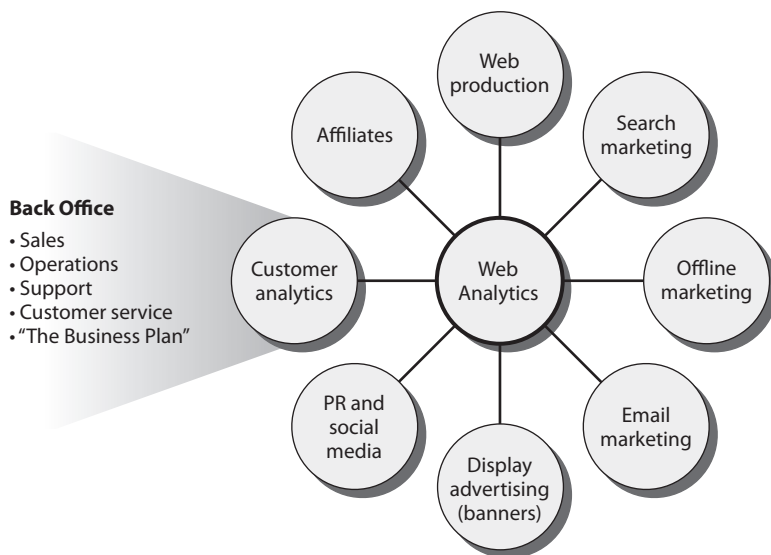 Web
production
Affiliates
Search
marketing
Back Office
• Sales
• Operations
• Support
• Customer service
• “The Business Plan”
Customer
analytics
Web
Analytics
Offline
marketing
PR and
social
media
Email
marketing
Display
advertising
(banners)